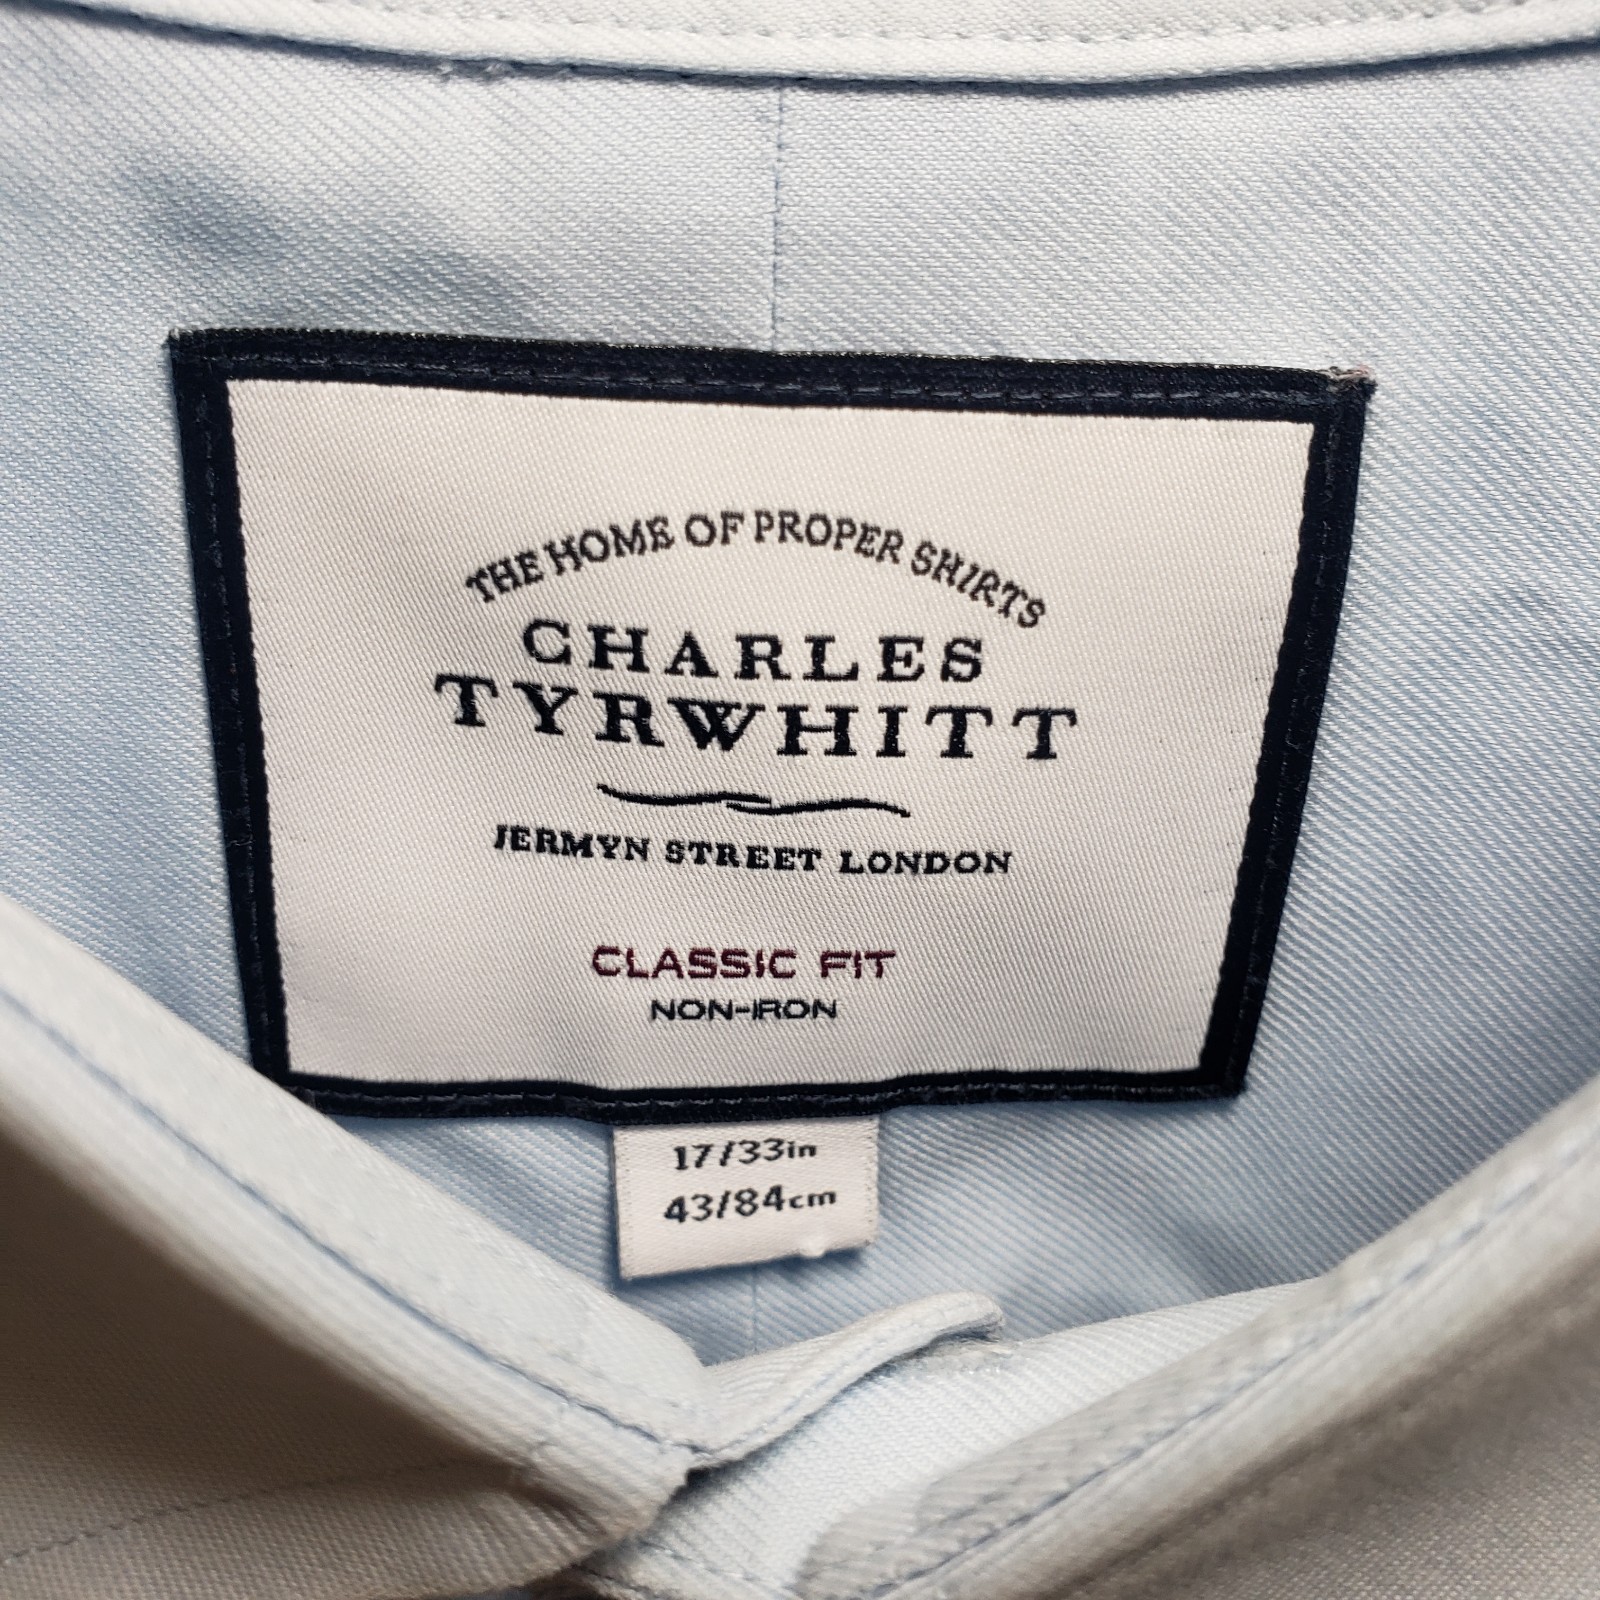 THE HOME OF PROPER SHIRTS
CHARLES
TYRWHITT
JERMYN STREET LONDON
CLASSIC FIT
NON-IRON
17/33in
43/84cm